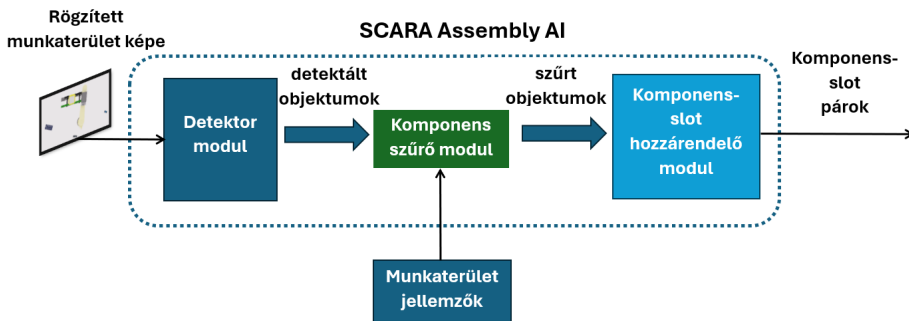 SCARA Assembly AI
Rögzített
munkaterület képe
Detektor
modul
detektált
objektumok
Komponens
szűrő modul
szűrt
objektumok
Komponens-
slot
hozzárendelő
modul
Komponens-
slot
párok
Munkaterület
jellemzők